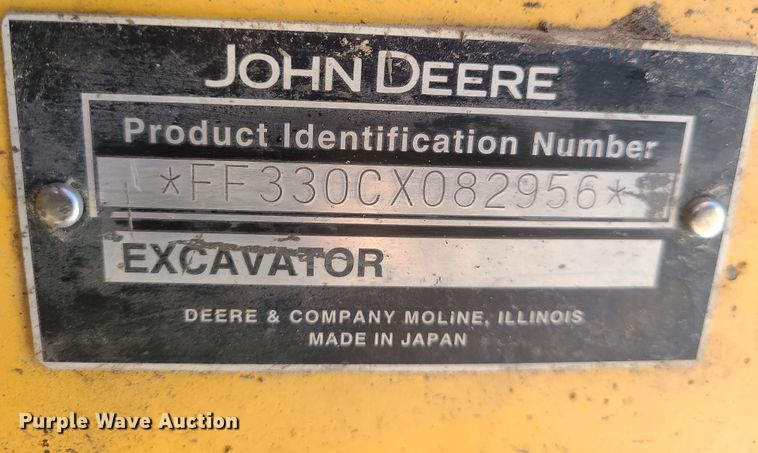 JOHN DEERE
Product Identification Number
*FF330CX082956*
EXCAVATOR
DEERE & COMPANY MOLINE, ILLINOIS
MADE IN JAPAN
Purple Wave Auction